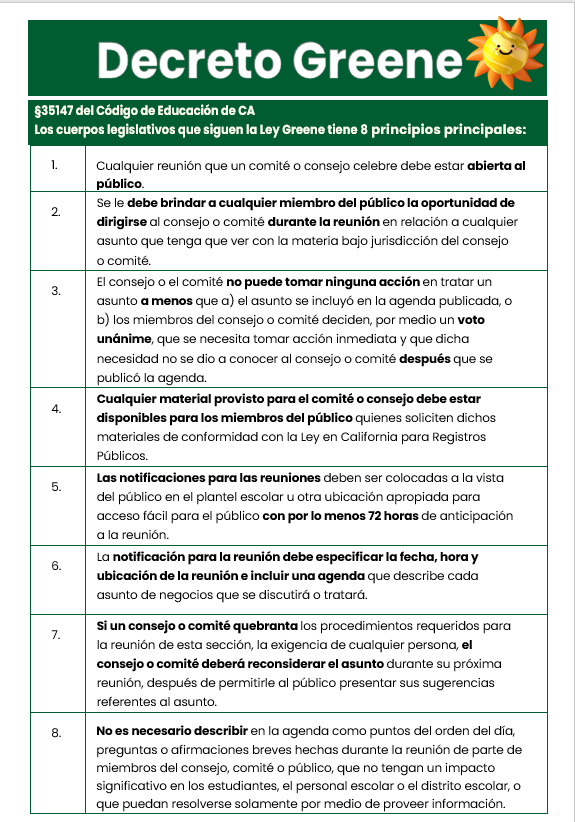 Decreto Greene
§35147 del Código de Educación de CA
Los cuerpos legislativos que siguen la Ley Greene tiene 8 principios principales:
1.
Cualquier reunión que un comité o consejo celebre debe estar abierta al
público.
2.
Se le debe brindar a cualquier miembro del público la oportunidad de
dirigirse al consejo o comité durante la reunión en relación a cualquier
asunto que tenga que ver con la materia bajo jurisdicción del consejo
o comité.
3.
El consejo o el comité no puede tomar ninguna acción en tratar un
asunto a menos que a) el asunto se incluyó en la agenda publicada, o
b) los miembros del consejo o comité deciden, por medio un voto
unánime, que se necesita tomar acción inmediata y que dicha
necesidad no se dio a conocer al consejo o comité después que se
publicó la agenda.
4.
Cualquier material provisto para el comité o consejo debe estar
disponibles para los miembros del público quienes soliciten dichos
materiales de conformidad con la Ley en California para Registros
Públicos.
5.
Las notificaciones para las reuniones deben ser colocadas a la vista
del público en el plantel escolar u otra ubicación apropiada para
acceso fácil para el público con por lo menos 72 horas de anticipación
a la reunión.
6.
La notificación para la reunión debe especificar la fecha, hora y
ubicación de la reunión e incluir una agenda que describe cada
asunto de negocios que se discutirá o tratará.
7.
Si un consejo o comité quebranta los procedimientos requeridos para
la reunión de esta sección, la exigencia de cualquier persona, el
consejo o comité deberá reconsiderar el asunto durante su próxima
reunión, después de permitirle al público presentar sus sugerencias
referentes al asunto.
8.
No es necesario describir en la agenda como puntos del orden del día,
preguntas o afirmaciones breves hechas durante la reunión de parte de
miembros del consejo, comité o público, que no tengan un impacto
significativo en los estudiantes, el personal escolar o el distrito escolar, o
que puedan resolverse solamente por medio de proveer información.